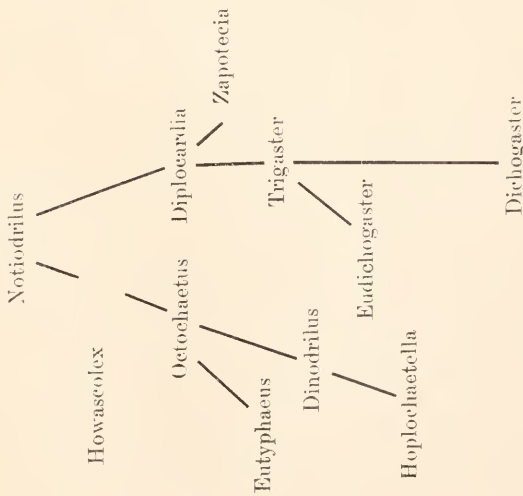 Notiodrilus
Howascolex
Octochaetus Diplocardia
Zapotecia
Eutyphaeus Trigaster
Dinodrilus
Eudichogaster
Hoplochaetella
Dichogaster